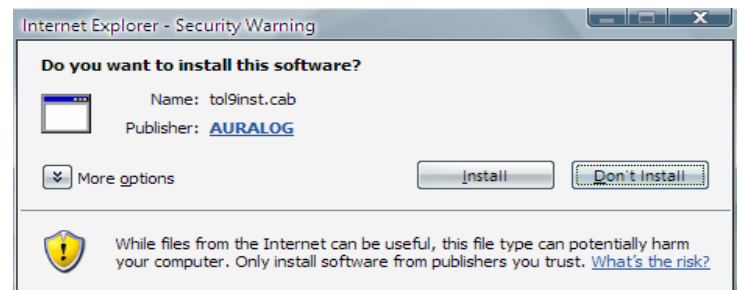 Internet Explorer - Security Warning
Do you want to install this software?
Name: tol9inst.cab
Publisher: AURALOG
More options
Install
Don't Install
While files from the Internet can be useful, this file type can potentially harm
your computer. Only install software from publishers you trust. What's the risk?